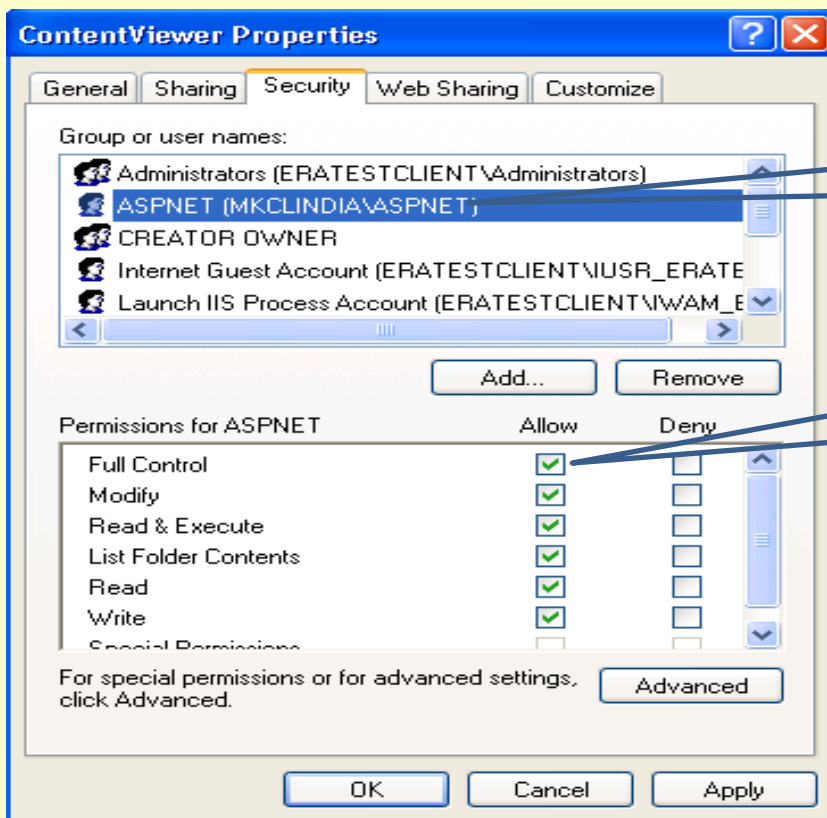 ContentViewer Properties
General Sharing Security Web Sharing Customize
Group or user names:
Administrators (ERATESTCLIENT\Administrators)
ASPNET (MKCLINDIA\ASPNET)
CREATOR OWNER
Internet Guest Account (ERATESTCLIENT\IUSR_ERATE
Launch IIS Process Account (ERATESTCLIENT\IWAM_E
Add... Remove
Permissions for ASPNET Allow Deny
Full Control
Modify
Read & Execute
List Folder Contents
Read
Write
Special Permissions
For special permissions or for advanced settings,
click Advanced.
Advanced
OK Cancel Apply